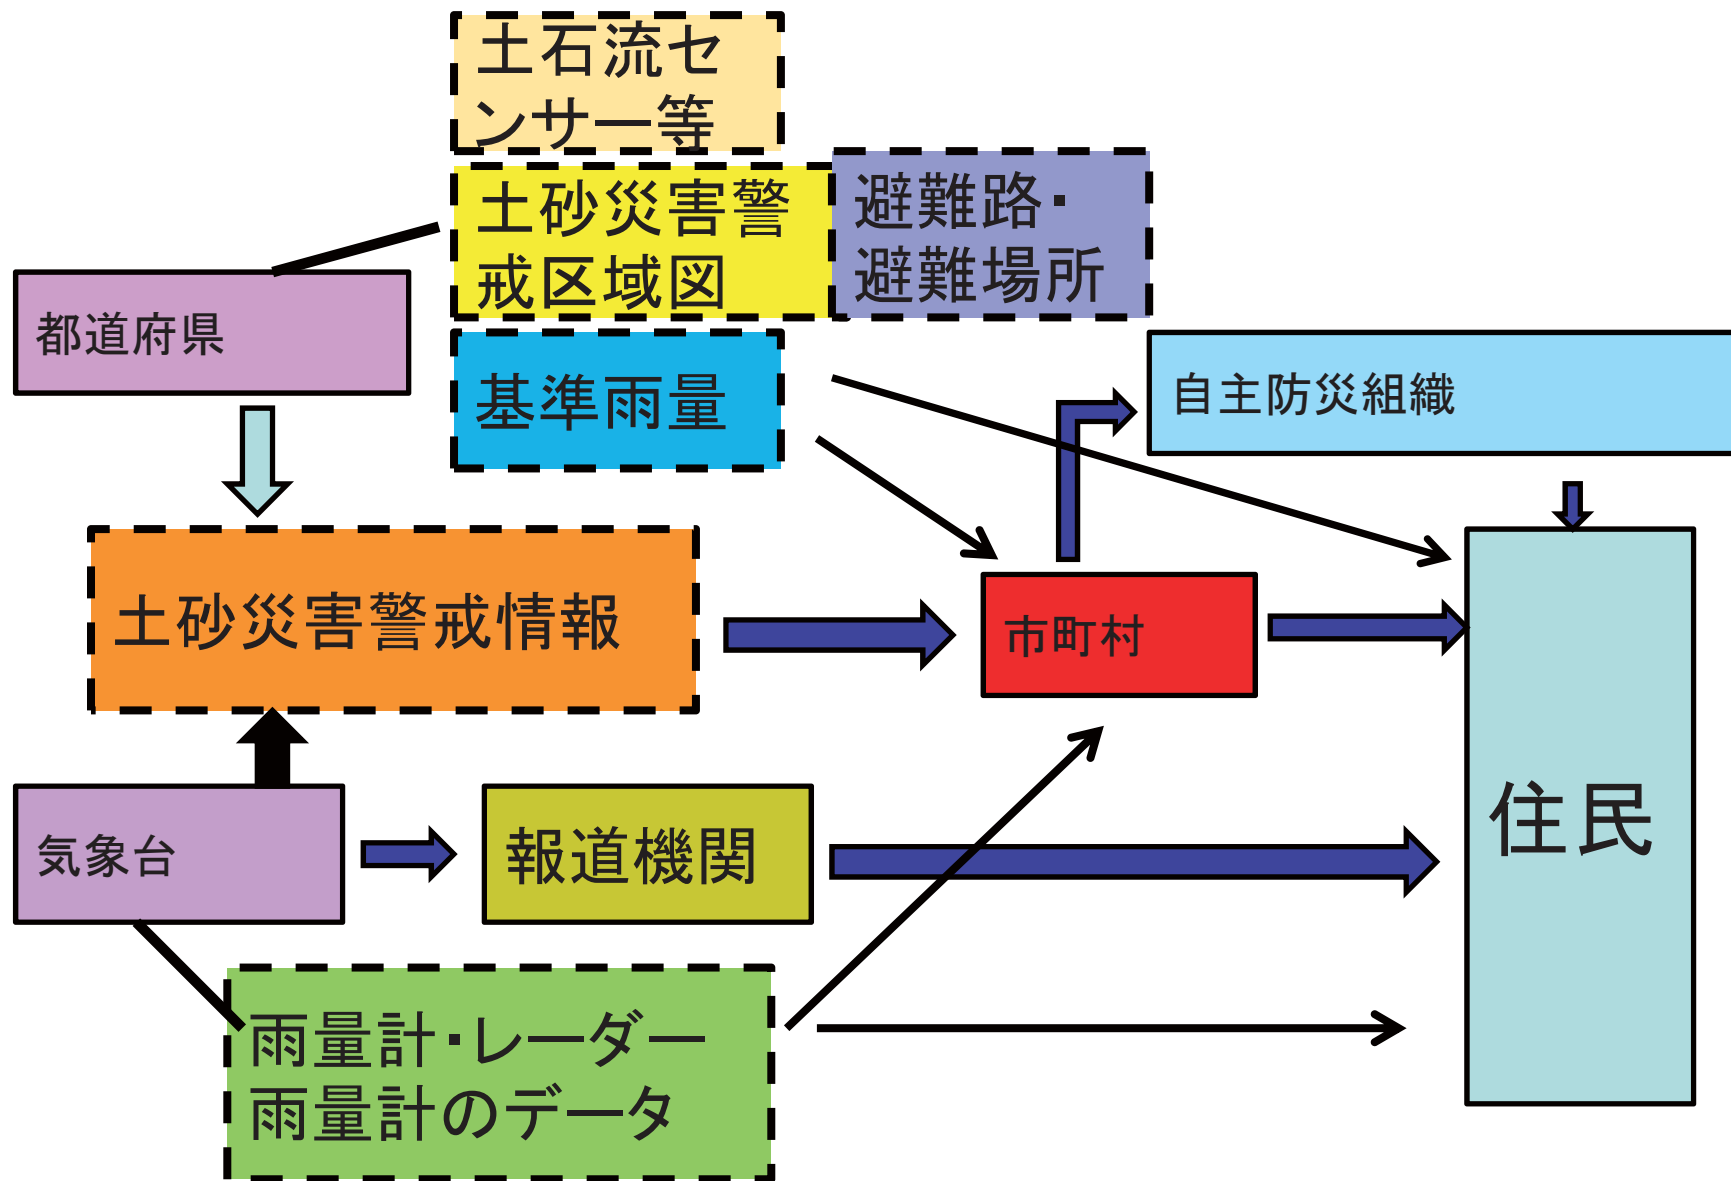 土石流セ
ンサー等
土砂災害警
戒区域図
避難路・
避難場所
都道府県
基準雨量
自主防災組織
土砂災害警戒情報
市町村
住民
気象台
報道機関
雨量計・レーダー
雨量計のデータ